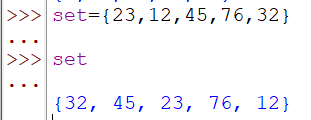 >>> set={23,12,45,76,32}
...
>>> set
...
{32, 45, 23, 76, 12}